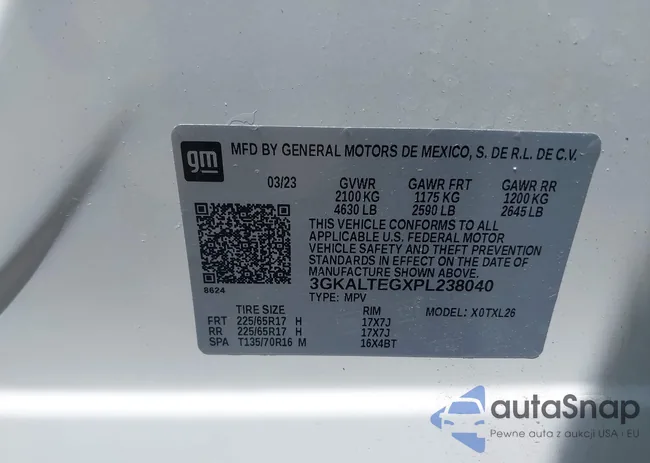 gm MFD BY GENERAL MOTORS DE MEXICO, S. DE R.L. DE C.V.
03/23 GVWR GAWR FRT GAWR RR
2100 KG 1175 KG 1200 KG
4630 LB 2590 LB 2645 LB
THIS VEHICLE CONFORMS TO ALL
APPLICABLE U.S. FEDERAL MOTOR
VEHICLE SAFETY AND THEFT PREVENTION
STANDARDS IN EFFECT ON THE DATE OF
MANUFACTURE SHOWN ABOVE.
8624 3GKALTEGXPL238040
TYPE: MPV
TIRE SIZE RIM MODEL: X0TXL26
FRT 225/65R17 H 17X7J
RR 225/65R17 H 17X7J
SPA T135/70R16 M 16X4BT
autaSnap
Pewne auta z aukcji USA i EU